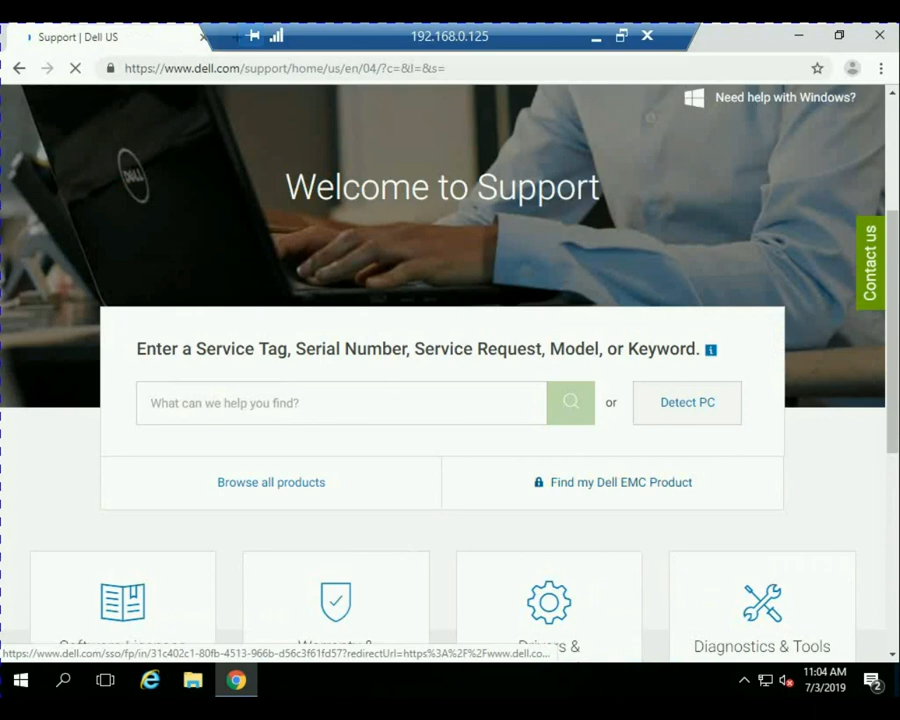 Support | Dell US
192.168.0.125
https://www.dell.com/support/home/us/en/04/?c=&l=&s=
Need help with Windows?
DELL
Welcome to Support
Contact us
Enter a Service Tag, Serial Number, Service Request, Model, or Keyword.
What can we help you find?
or
Detect PC
Browse all products
Find my Dell EMC Product
Warranty &
Drivers &
Diagnostics & Tools
https://www.dell.com/sso/fp/in/31c402c1-80fb-4513-966b-d56c3f61fd57?redirectUrl=https%3A%2F%2Fwww.dell.co...
11:04 AM
7/3/2019
2